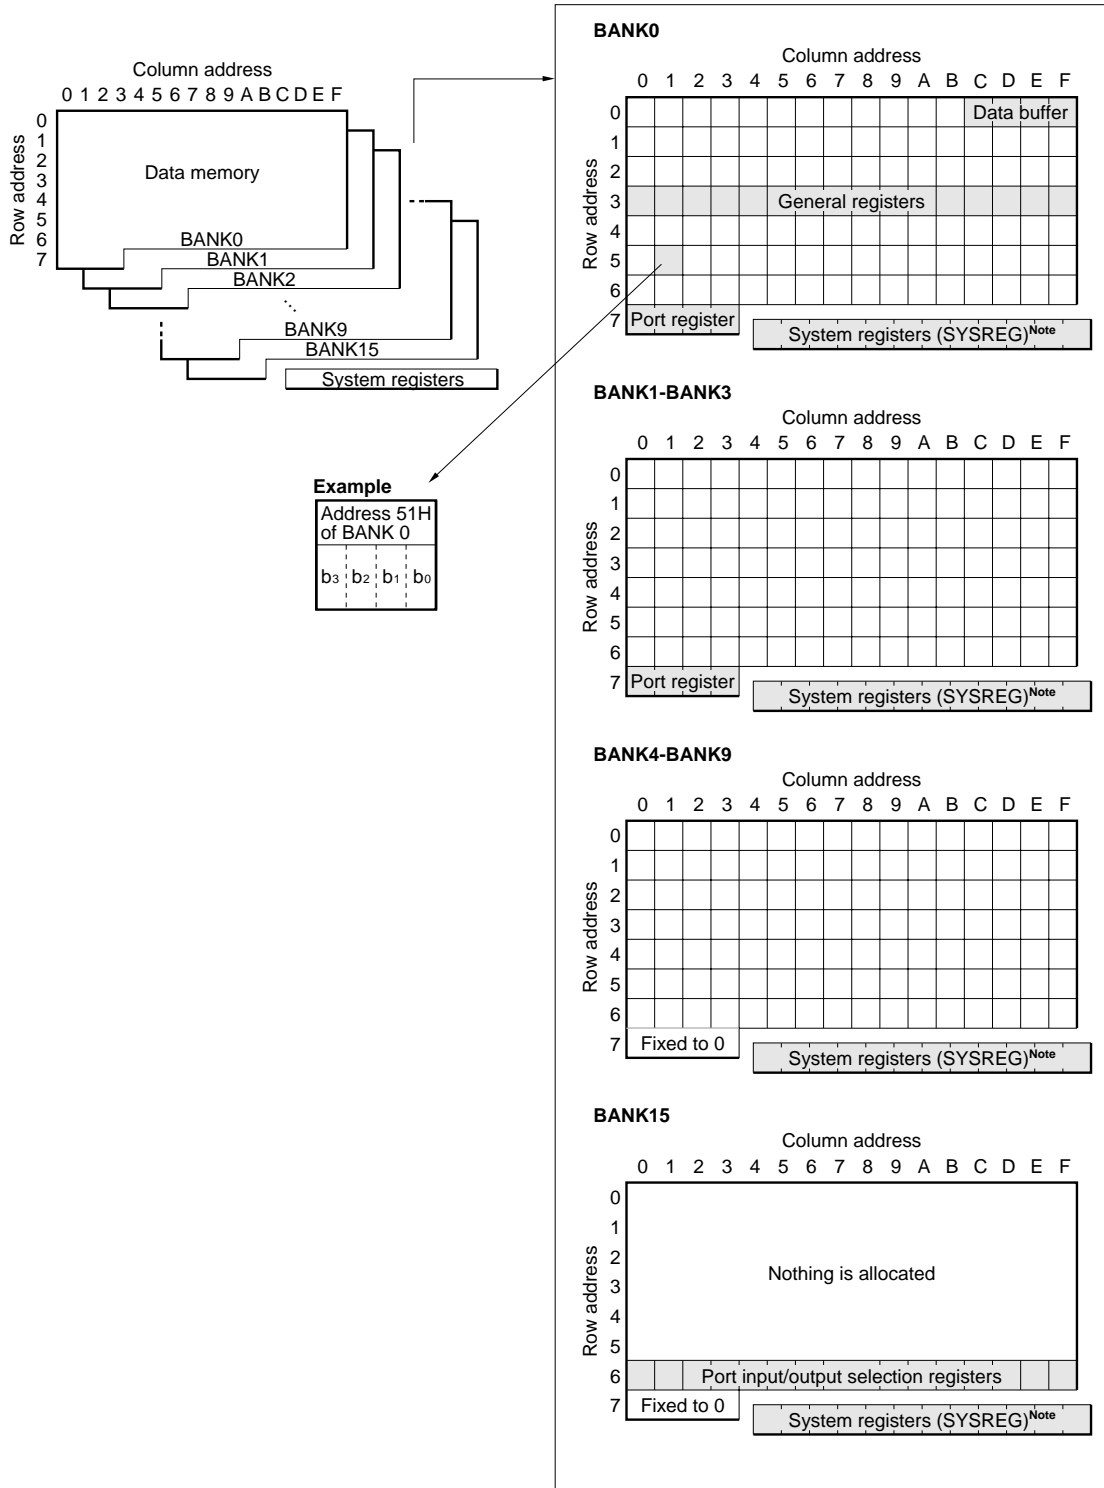 Column address
0 1 2 3 4 5 6 7 8 9 A B C D E F
Row address
0
1
2
3
4
5
6
7
Data memory
BANK0
BANK1
BANK2
BANK9
BANK15
System registers
Example
Address 51H
of BANK 0
b3 b2 b1 b0
BANK0
Column address
0 1 2 3 4 5 6 7 8 9 A B C D E F
Row address
0 Data buffer
1
2
3 General registers
4
5
6
7 Port register System registers (SYSREG)Note
BANK1-BANK3
Column address
0 1 2 3 4 5 6 7 8 9 A B C D E F
Row address
0
1
2
3
4
5
6
7 Port register System registers (SYSREG)Note
BANK4-BANK9
Column address
0 1 2 3 4 5 6 7 8 9 A B C D E F
Row address
0
1
2
3
4
5
6
7 Fixed to 0 System registers (SYSREG)Note
BANK15
Column address
0 1 2 3 4 5 6 7 8 9 A B C D E F
Row address
0
1
2
Nothing is allocated
3
4
5
6 Port input/output selection registers
7 Fixed to 0 System registers (SYSREG)Note